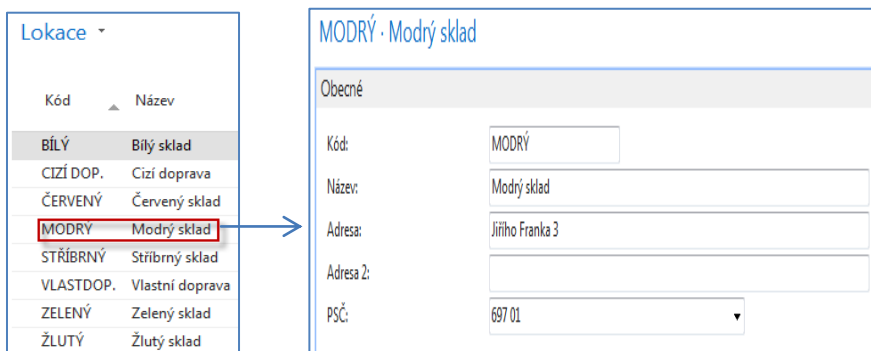 Lokace
Kód Název
BÍLÝ Bílý sklad
CIZÍ DOP. Cizí doprava
ČERVENÝ Červený sklad
MODRÝ Modrý sklad
STŘÍBRNÝ Stříbrný sklad
VLASTDOP. Vlastní doprava
ZELENÝ Zelený sklad
ŽLUTÝ Žlutý sklad
MODRÝ · Modrý sklad
Obecné
Kód: MODRÝ
Název: Modrý sklad
Adresa: Jiřího Franka 3
Adresa 2:
PSČ: 697 01